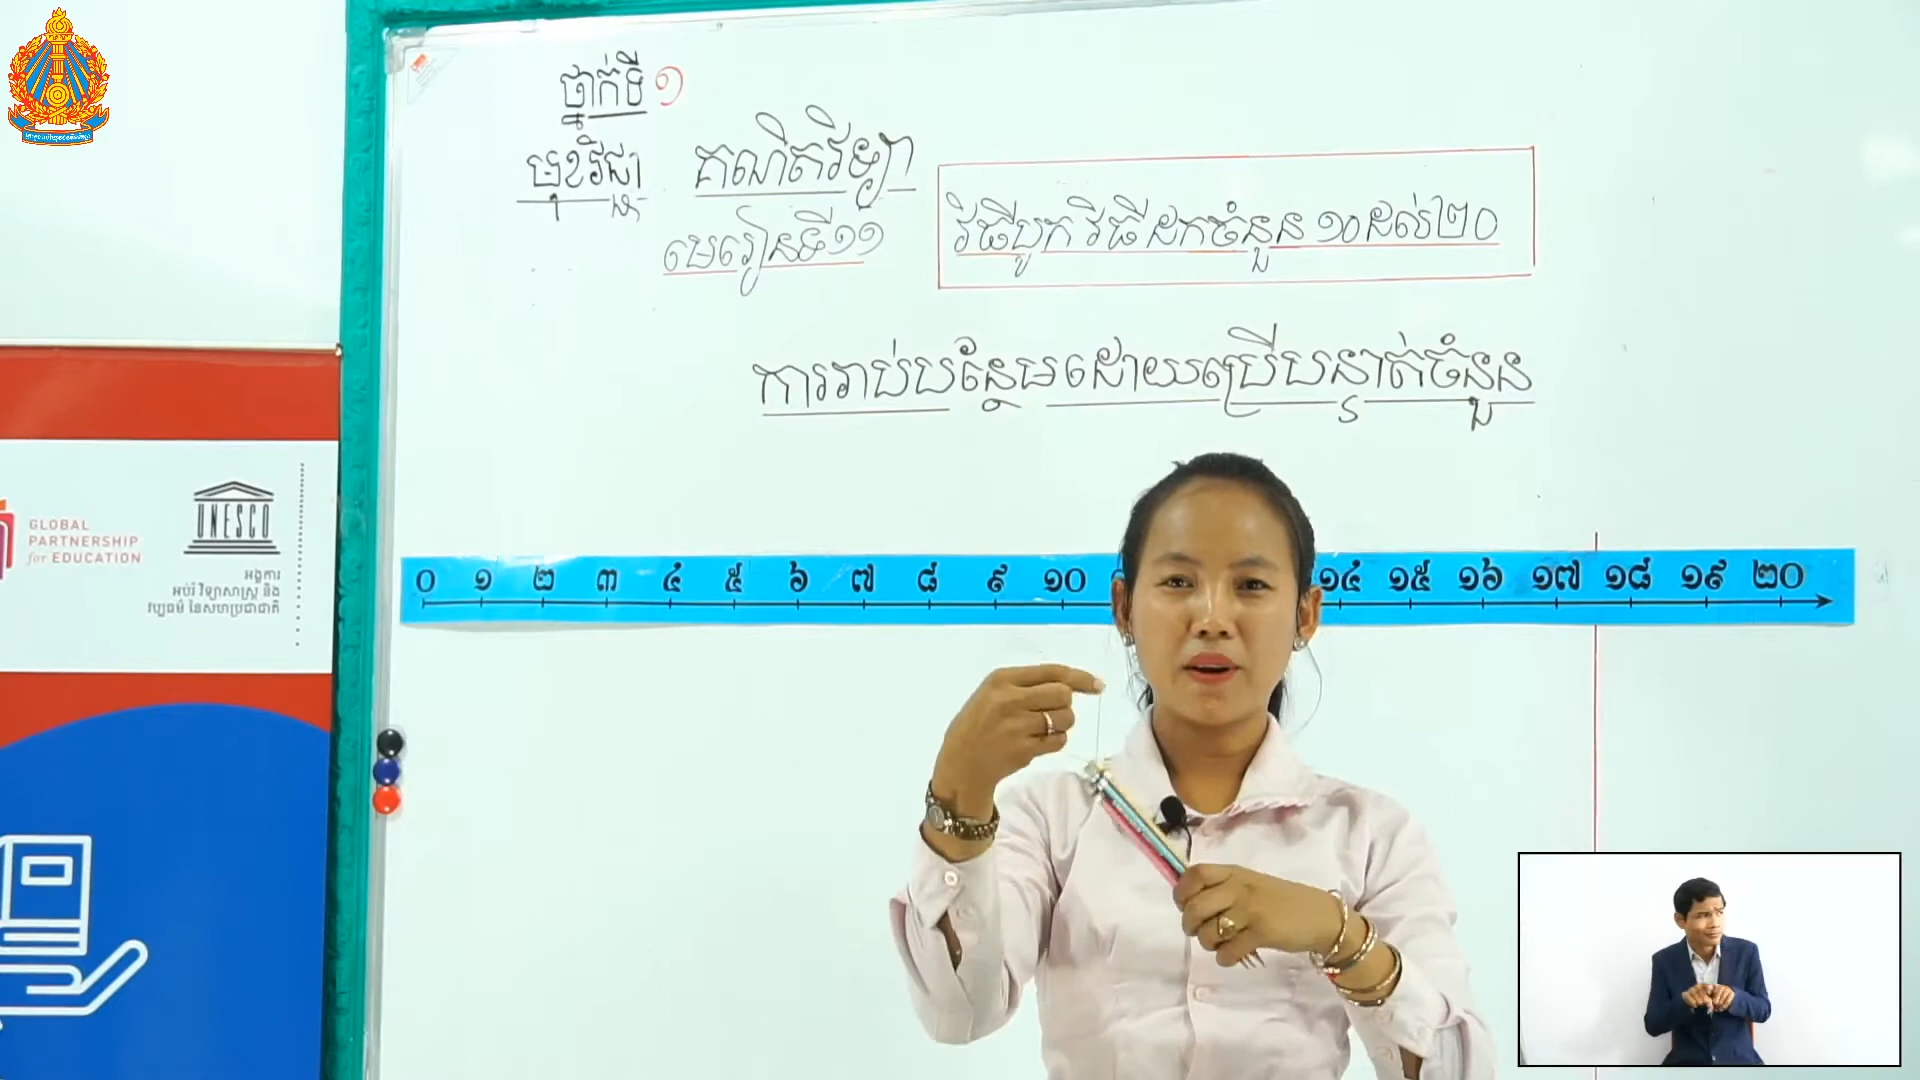 ថ្នាក់ទី ១
មុខវិជ្ជា គណិតវិទ្យា
មេរៀនទី១១
វិធីបូក វិធីដកចំនួន ១០ដល់២០
ការរាប់បន្ថែមដោយប្រើបន្ទាត់ចំនួន
០ ១ ២ ៣ ៤ ៥ ៦ ៧ ៨ ៩ ១០ ១៤ ១៥ ១៦ ១៧ ១៨ ១៩ ២០
GLOBAL
PARTNERSHIP
for EDUCATION
UNESCO
អង្គការ
អប់រំ វិទ្យាសាស្ត្រ និង
វប្បធម៌ នៃសហប្រជាជាតិ